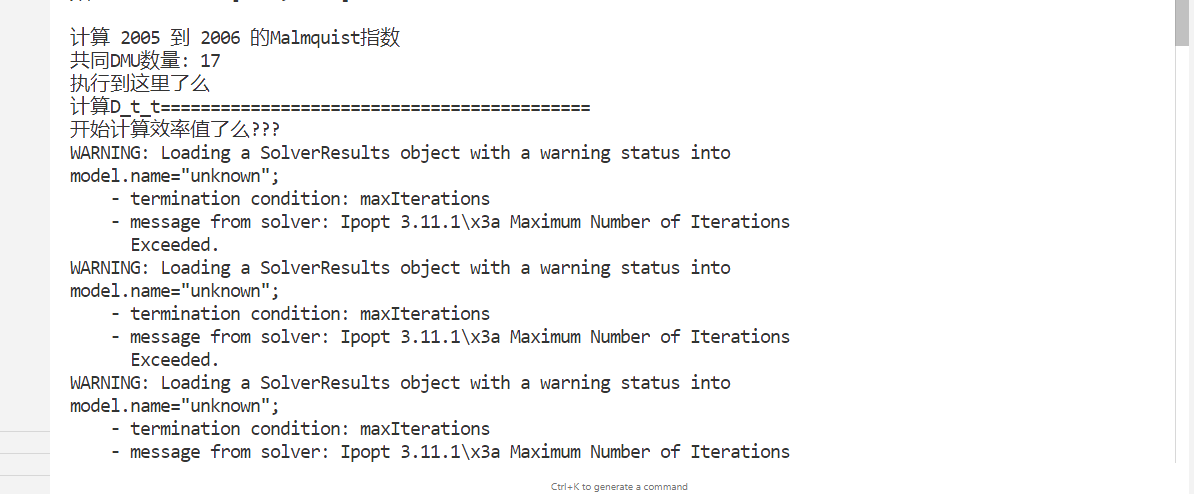 计算 2005 到 2006 的Malmquist指数
共同DMU数量: 17
执行到这里了么
计算D_t_t===========================================
开始计算效率值了么???
WARNING: Loading a SolverResults object with a warning status into
model.name="unknown";
    - termination condition: maxIterations
    - message from solver: Ipopt 3.11.1\x3a Maximum Number of Iterations
      Exceeded.
WARNING: Loading a SolverResults object with a warning status into
model.name="unknown";
    - termination condition: maxIterations
    - message from solver: Ipopt 3.11.1\x3a Maximum Number of Iterations
      Exceeded.
WARNING: Loading a SolverResults object with a warning status into
model.name="unknown";
    - termination condition: maxIterations
    - message from solver: Ipopt 3.11.1\x3a Maximum Number of Iterations
Ctrl+K to generate a command